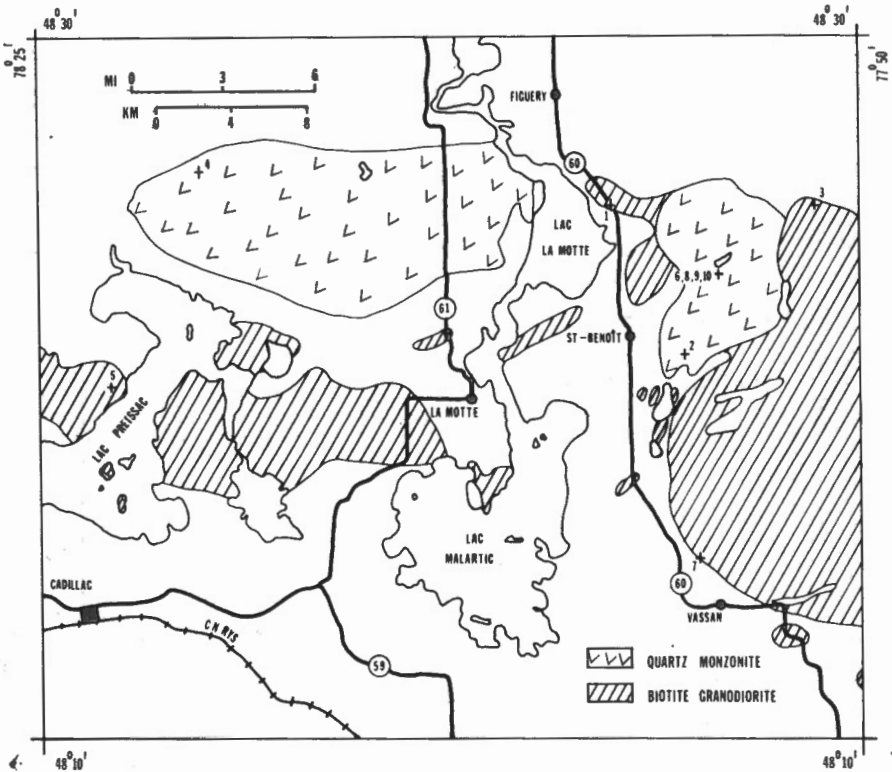 48° 30'
48° 30'
78° 25'
77° 50'
MI 0 3 6
KM 0 4 8
FIGUERY
60
4
3
1
LAC
LA MOTTE
6,8,9,10
61
ST-BENOÎT
2
5
LA MOTTE
LAC PREISSAC
LAC
MALARTIC
7
CADILLAC
60
VASSAN
C N RYS
59
QUARTZ MONZONITE
BIOTITE GRANODIORITE
48° 10'
48° 10'